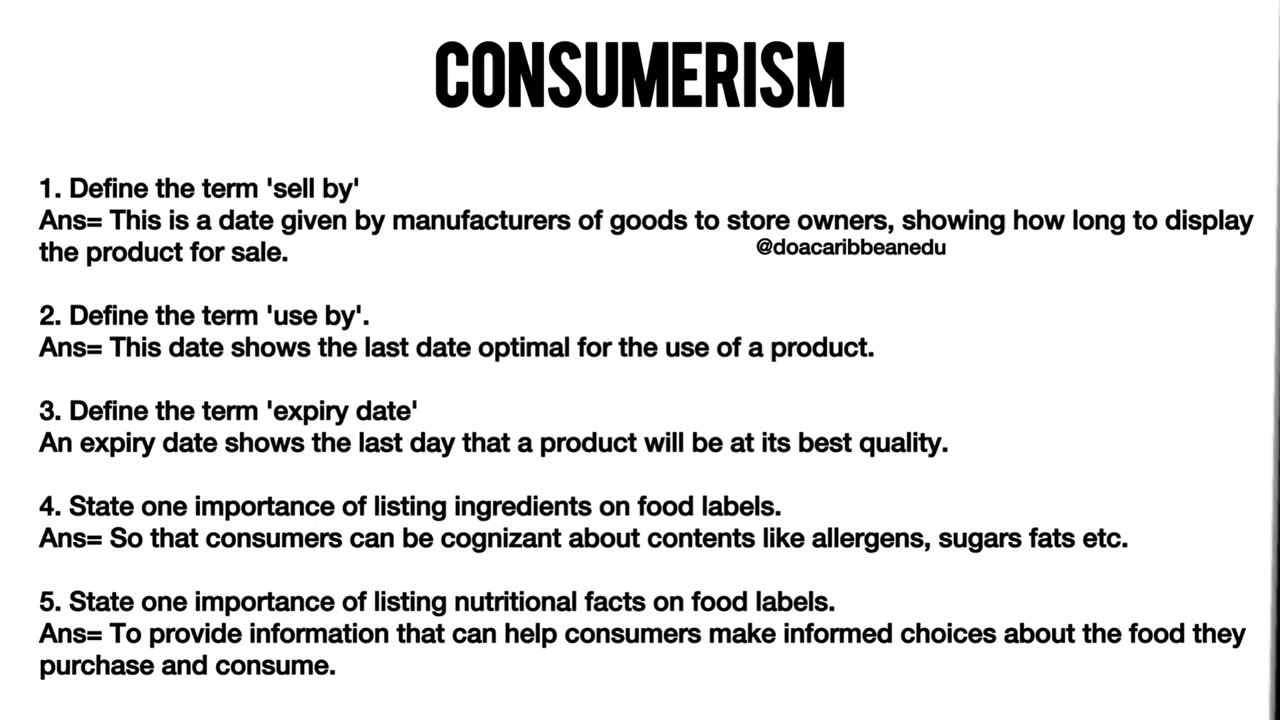 CONSUMERISM
1. Define the term 'sell by'
Ans= This is a date given by manufacturers of goods to store owners, showing how long to display
the product for sale.
@doacaribbeanedu
2. Define the term 'use by'.
Ans= This date shows the last date optimal for the use of a product.
3. Define the term 'expiry date'
An expiry date shows the last day that a product will be at its best quality.
4. State one importance of listing ingredients on food labels.
Ans= So that consumers can be cognizant about contents like allergens, sugars fats etc.
5. State one importance of listing nutritional facts on food labels.
Ans= To provide information that can help consumers make informed choices about the food they
purchase and consume.